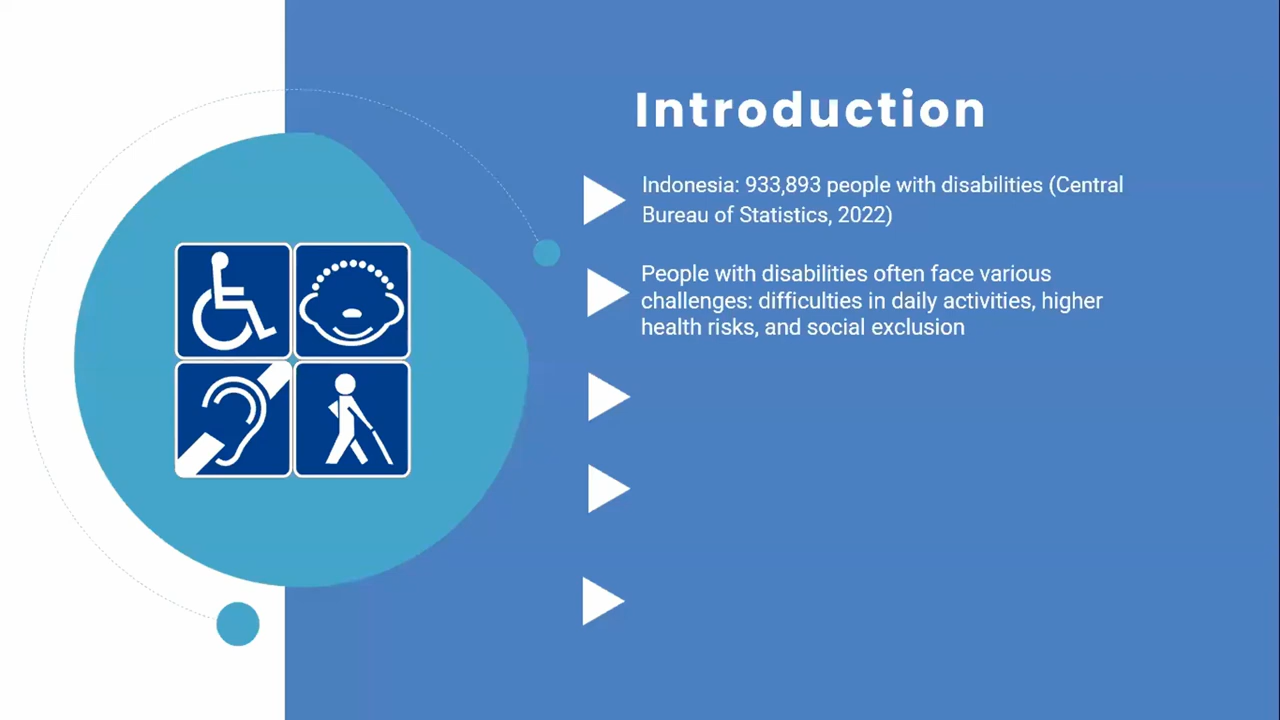 Introduction
Indonesia: 933,893 people with disabilities (Central
Bureau of Statistics, 2022)
People with disabilities often face various
challenges: difficulties in daily activities, higher
health risks, and social exclusion